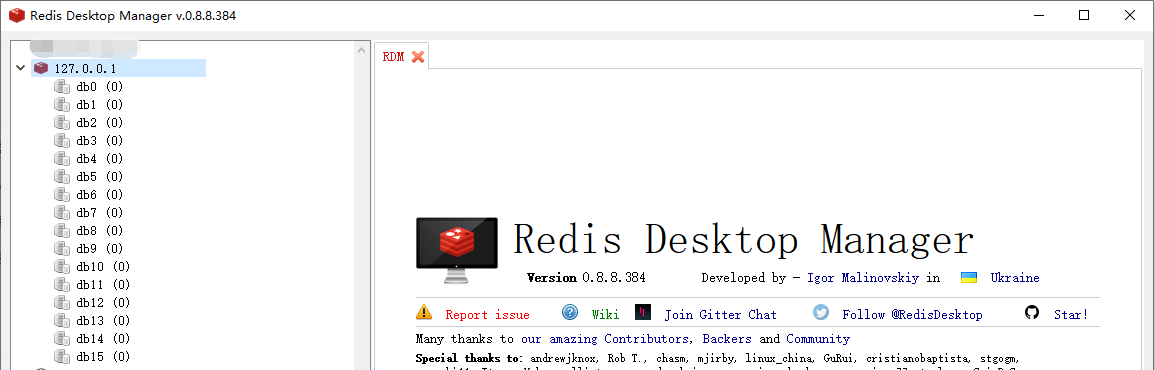 Redis Desktop Manager v.0.8.8.384
127.0.0.1
db0 (0)
db1 (0)
db2 (0)
db3 (0)
db4 (0)
db5 (0)
db6 (0)
db7 (0)
db8 (0)
db9 (0)
db10 (0)
db11 (0)
db12 (0)
db13 (0)
db14 (0)
db15 (0)
RDM
Redis Desktop Manager
Version 0.8.8.384 Developed by - Igor Malinovskiy in Ukraine
Report issue Wiki Join Gitter Chat Follow @RedisDesktop Star!
Many thanks to our amazing Contributors, Backers and Community
Special thanks to: andrewjknox, Rob T., chasm, mjirby, linux_china, GuRui, cristianobaptista, stgogm,